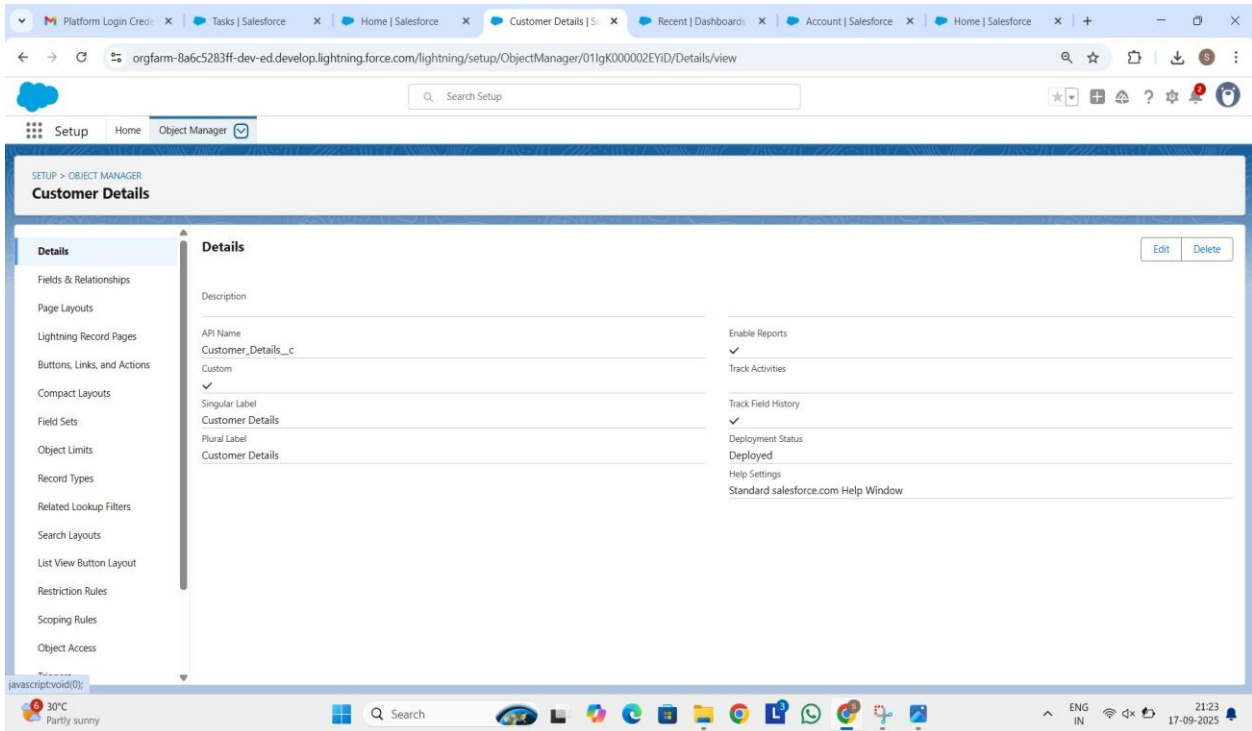 Platform Login Crede
Tasks | Salesforce
Home | Salesforce
Customer Details | Sa
Recent | Dashboards
Account | Salesforce
Home | Salesforce
orgfarm-8a6c5283ff-dev-ed.develop.lightning.force.com/lightning/setup/ObjectManager/01IgK000002EYiD/Details/view
S
Search Setup
2
Setup
Home
Object Manager
SETUP > OBJECT MANAGER
Customer Details
Details
Fields & Relationships
Page Layouts
Lightning Record Pages
Buttons, Links, and Actions
Compact Layouts
Field Sets
Object Limits
Record Types
Related Lookup Filters
Search Layouts
List View Button Layout
Restriction Rules
Scoping Rules
Object Access
Details
Edit
Delete
Description
API Name
Customer_Details__c
Custom
Singular Label
Customer Details
Plural Label
Customer Details
Enable Reports
Track Activities
Track Field History
Deployment Status
Deployed
Help Settings
Standard salesforce.com Help Window
javascript:void(0);
6
30°C
Partly sunny
Search
ENG
IN
21:23
17-09-2025